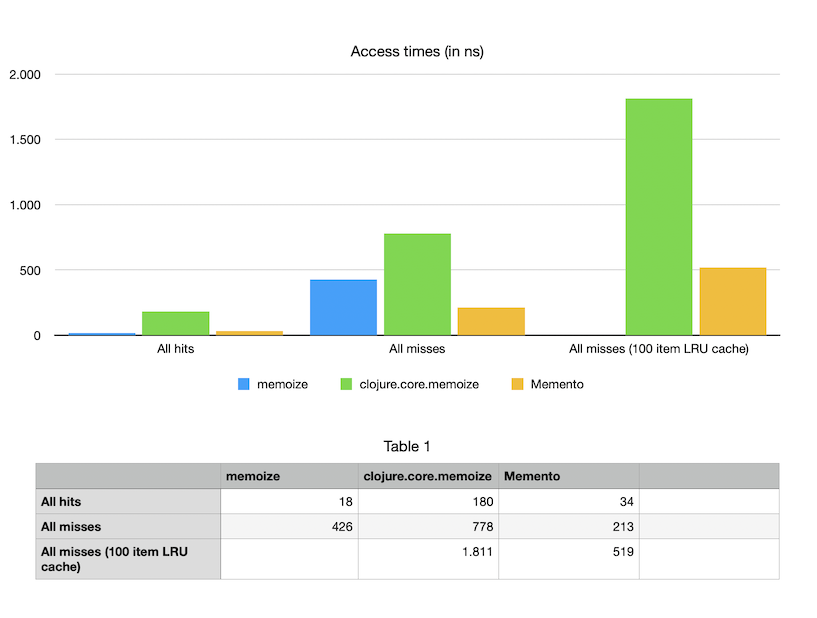 Access times (in ns)
2.000
1.500
1.000
500
0
All hits
All misses
All misses (100 item LRU cache)
memoize
clojure.core.memoize
Memento
Table 1
memoize clojure.core.memoize Memento
All hits 18 180 34
All misses 426 778 213
All misses (100 item LRU 1.811 519
cache)